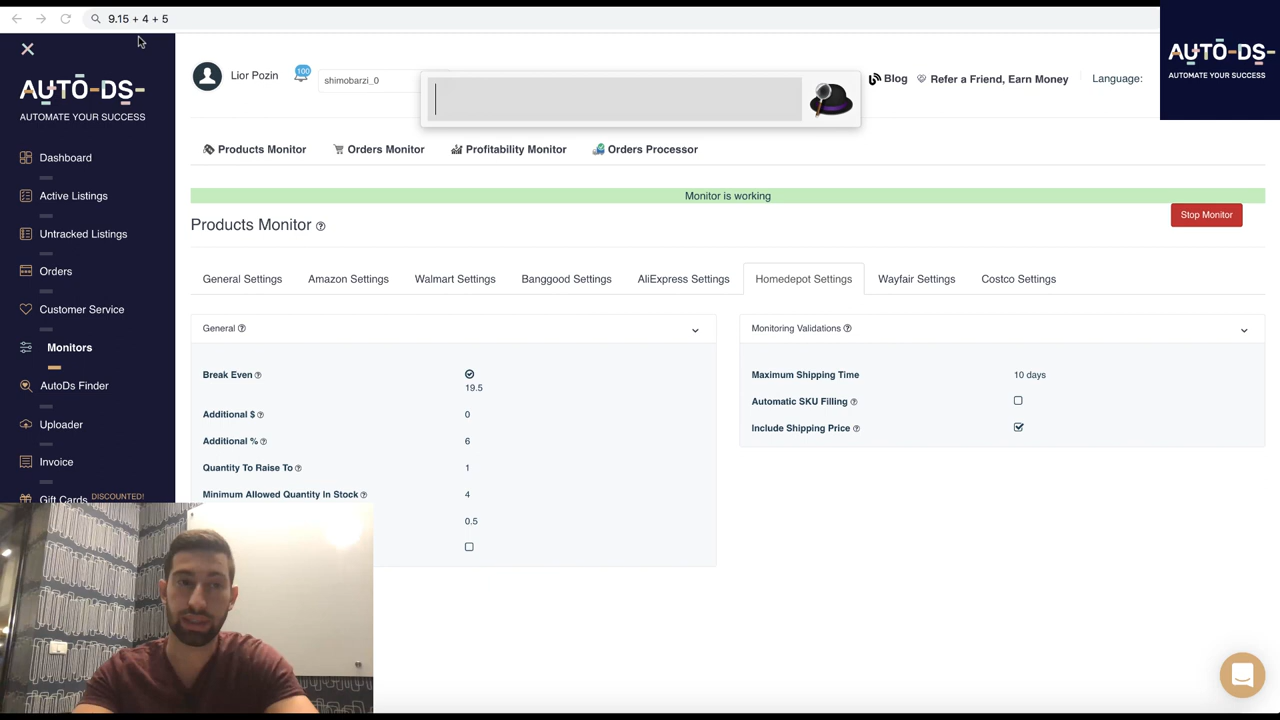 9.15 + 4 + 5
AUTO-DS-
AUTOMATE YOUR SUCCESS
Lior Pozin
100
shimobarzi_0
Blog
Refer a Friend, Earn Money
Language:
AUTO-DS-
AUTOMATE YOUR SUCCESS
Products Monitor
Orders Monitor
Profitability Monitor
Orders Processor
Dashboard
Active Listings
Untracked Listings
Orders
Customer Service
Monitors
AutoDs Finder
Uploader
Invoice
Gift Cards DISCOUNTED!
Monitor is working
Products Monitor
Stop Monitor
General Settings
Amazon Settings
Walmart Settings
Banggood Settings
AliExpress Settings
Homedepot Settings
Wayfair Settings
Costco Settings
General
Break Even
19.5
Additional $ 0
Additional % 6
Quantity To Raise To 1
Minimum Allowed Quantity In Stock 4
0.5
Monitoring Validations
Maximum Shipping Time 10 days
Automatic SKU Filling
Include Shipping Price